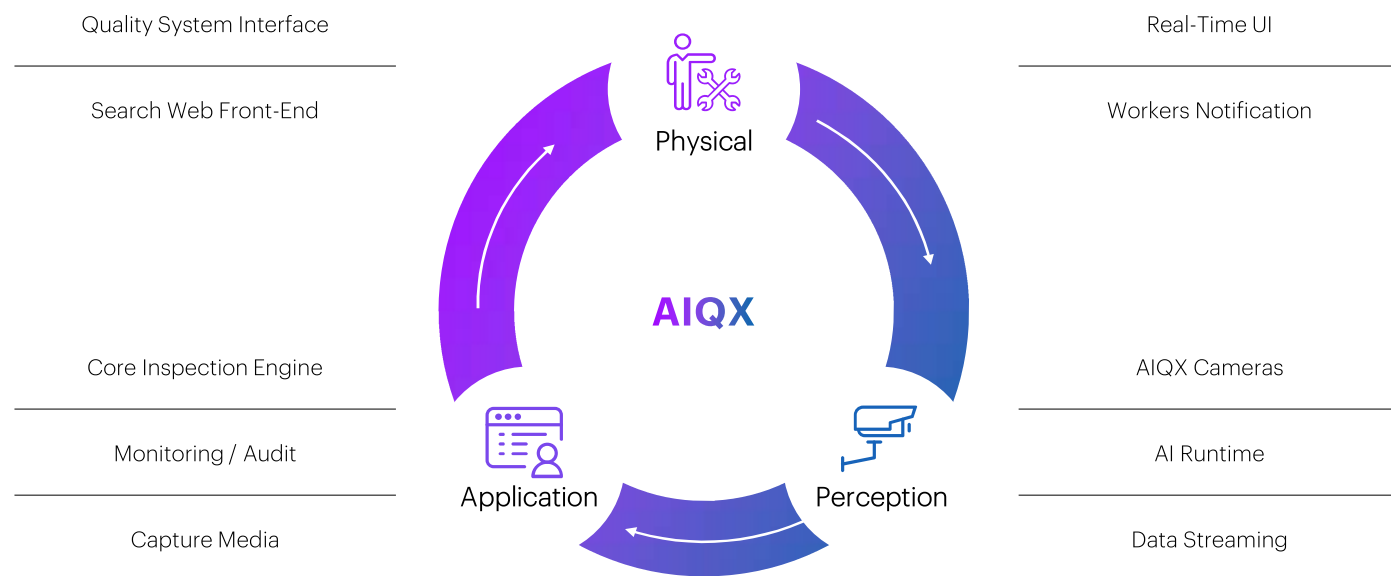 Quality System Interface
Real-Time UI
Search Web Front-End
Workers Notification
Physical
AIQX
Core Inspection Engine
AIQX Cameras
Monitoring / Audit
AI Runtime
Application
Perception
Capture Media
Data Streaming